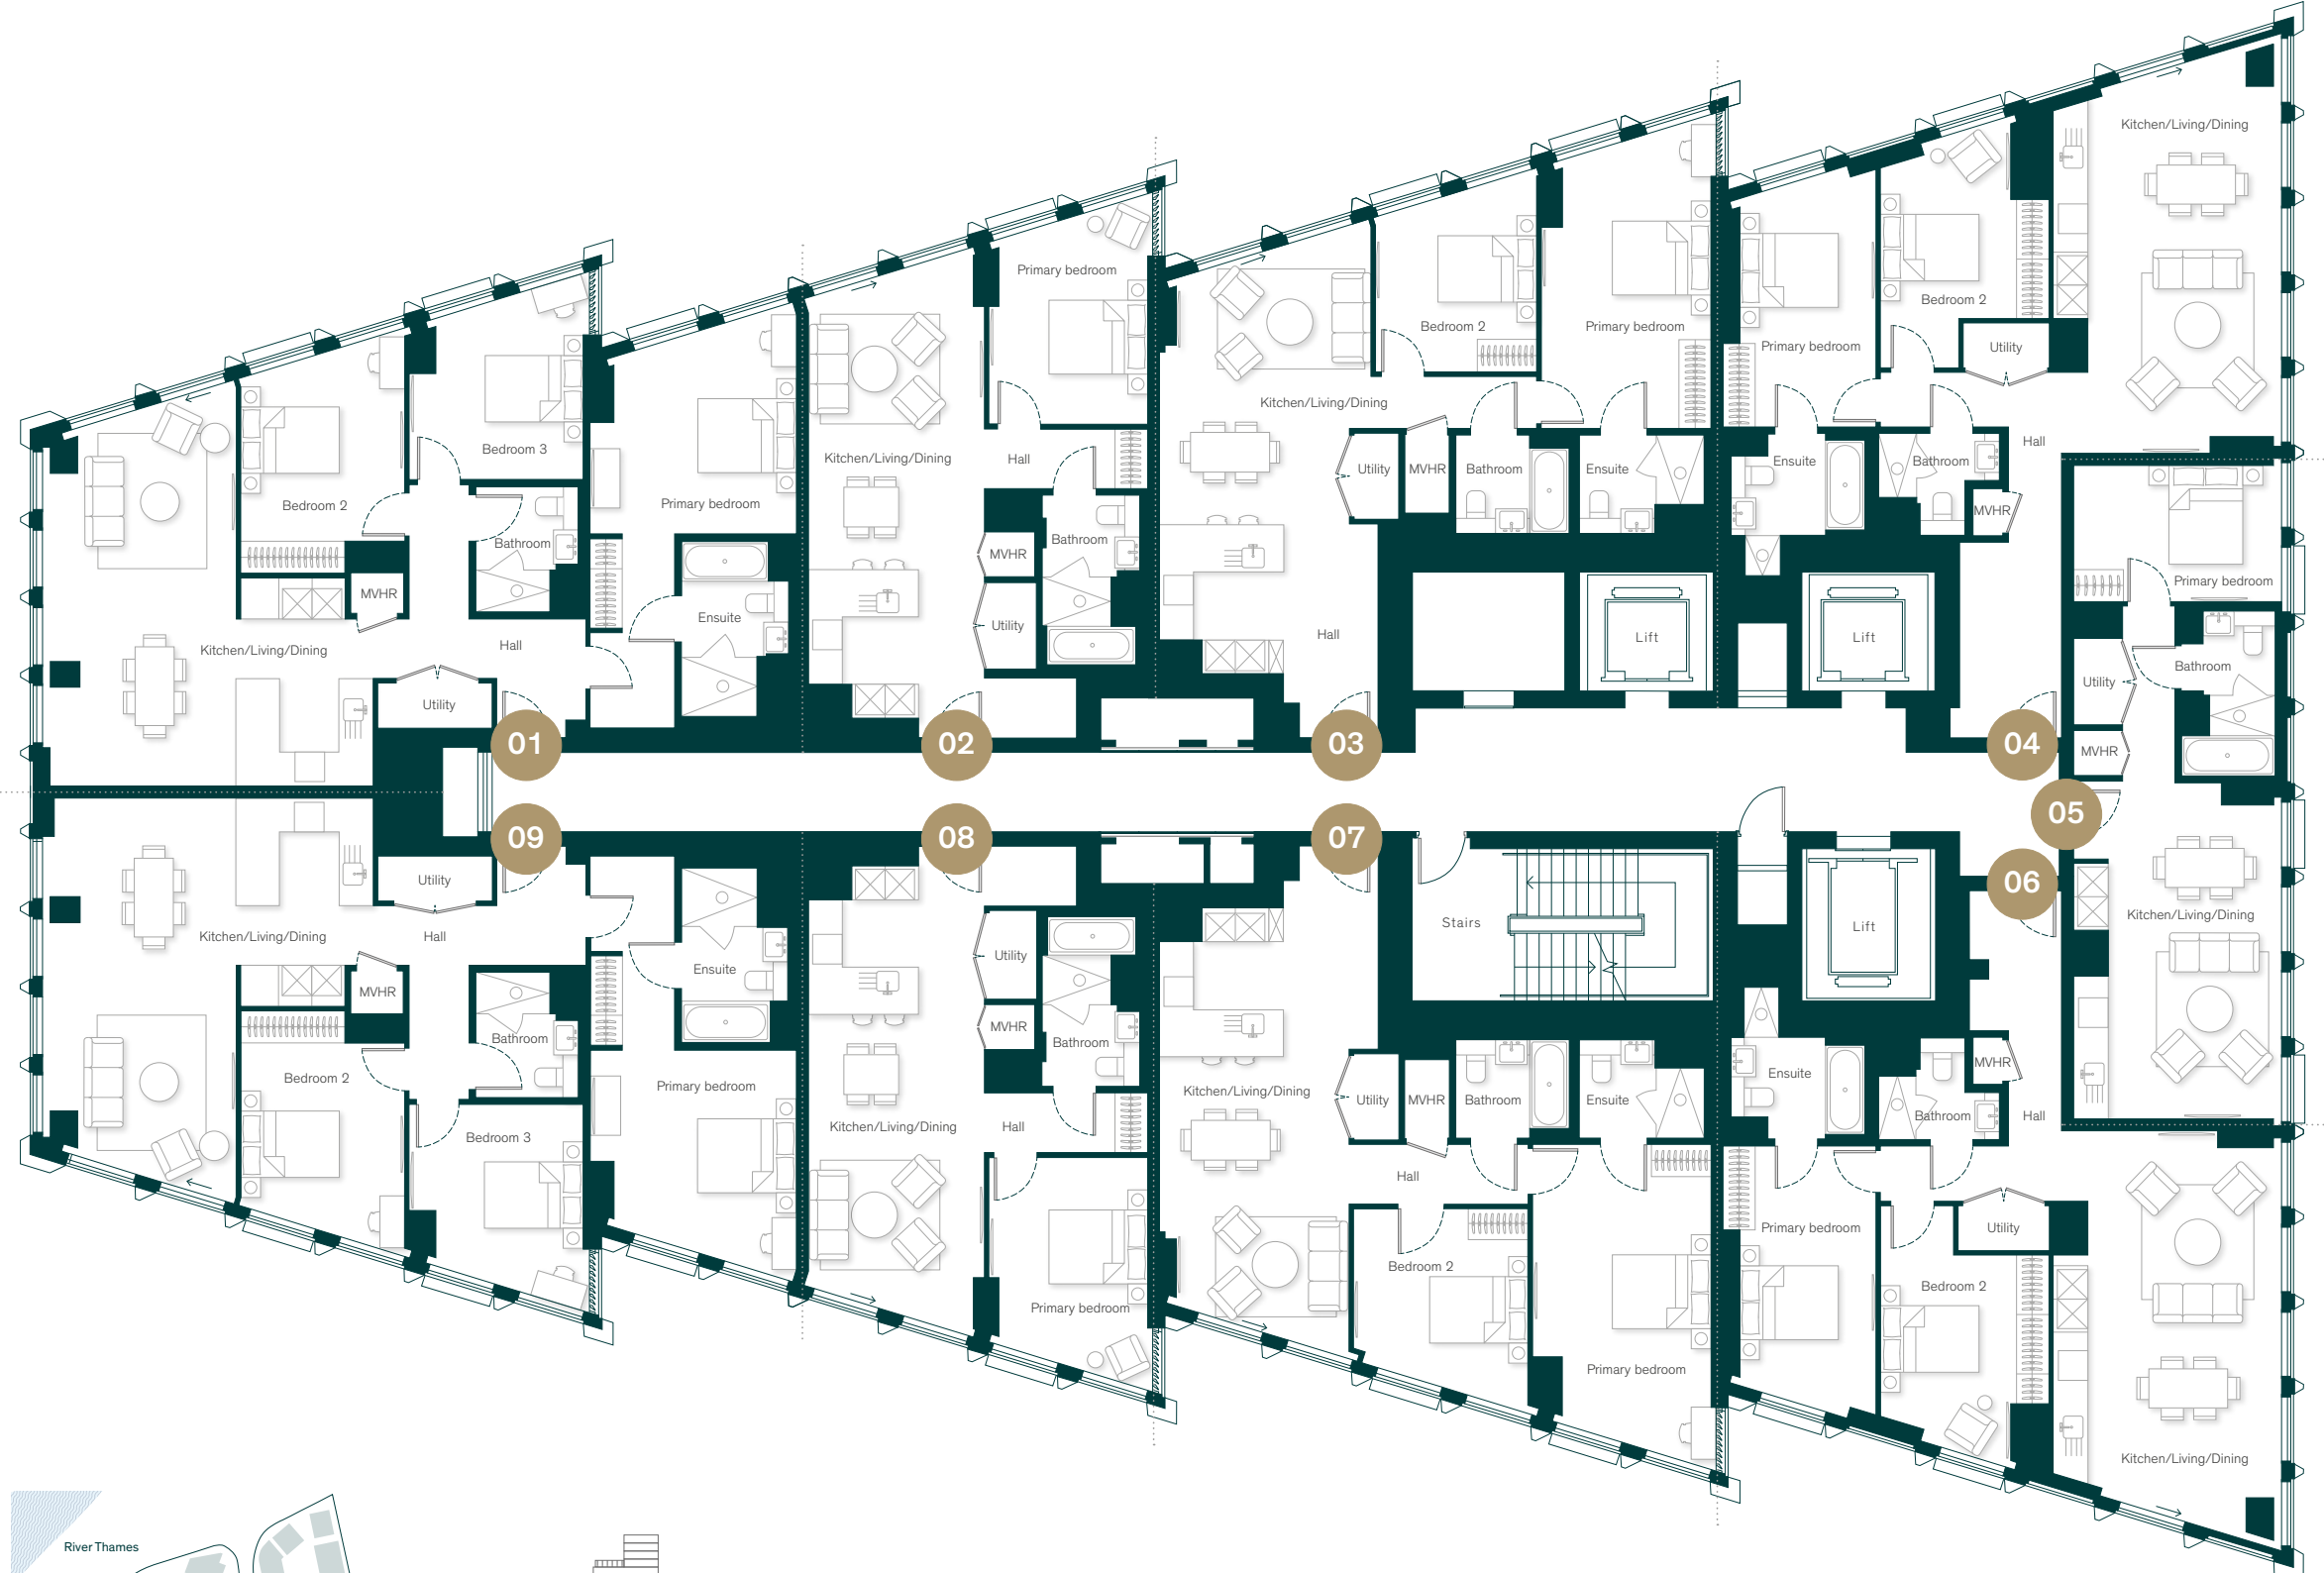 Kitchen/Living/Dining
Bedroom 2
Bedroom 3
MVHR
Bathroom
Hall
Utility
Primary bedroom
Ensuite
01
Kitchen/Living/Dining
Primary bedroom
Hall
MVHR
Bathroom
Utility
02
Kitchen/Living/Dining
Bedroom 2
Primary bedroom
Utility
MVHR
Bathroom
Ensuite
Hall
03
Lift
Lift
Primary bedroom
Bedroom 2
Kitchen/Living/Dining
Utility
Hall
Ensuite
Bathroom
MVHR
04
Primary bedroom
Bathroom
Utility
MVHR
05
Kitchen/Living/Dining
06
MVHR
Ensuite
Bathroom
Hall
Primary bedroom
Bedroom 2
Utility
Kitchen/Living/Dining
Lift
Stairs
07
Kitchen/Living/Dining
Utility
MVHR
Bathroom
Ensuite
Hall
Bedroom 2
Primary bedroom
08
Utility
MVHR
Bathroom
Kitchen/Living/Dining
Hall
Primary bedroom
09
Utility
Kitchen/Living/Dining
Hall
MVHR
Ensuite
Bathroom
Bedroom 2
Bedroom 3
Primary bedroom
River Thames